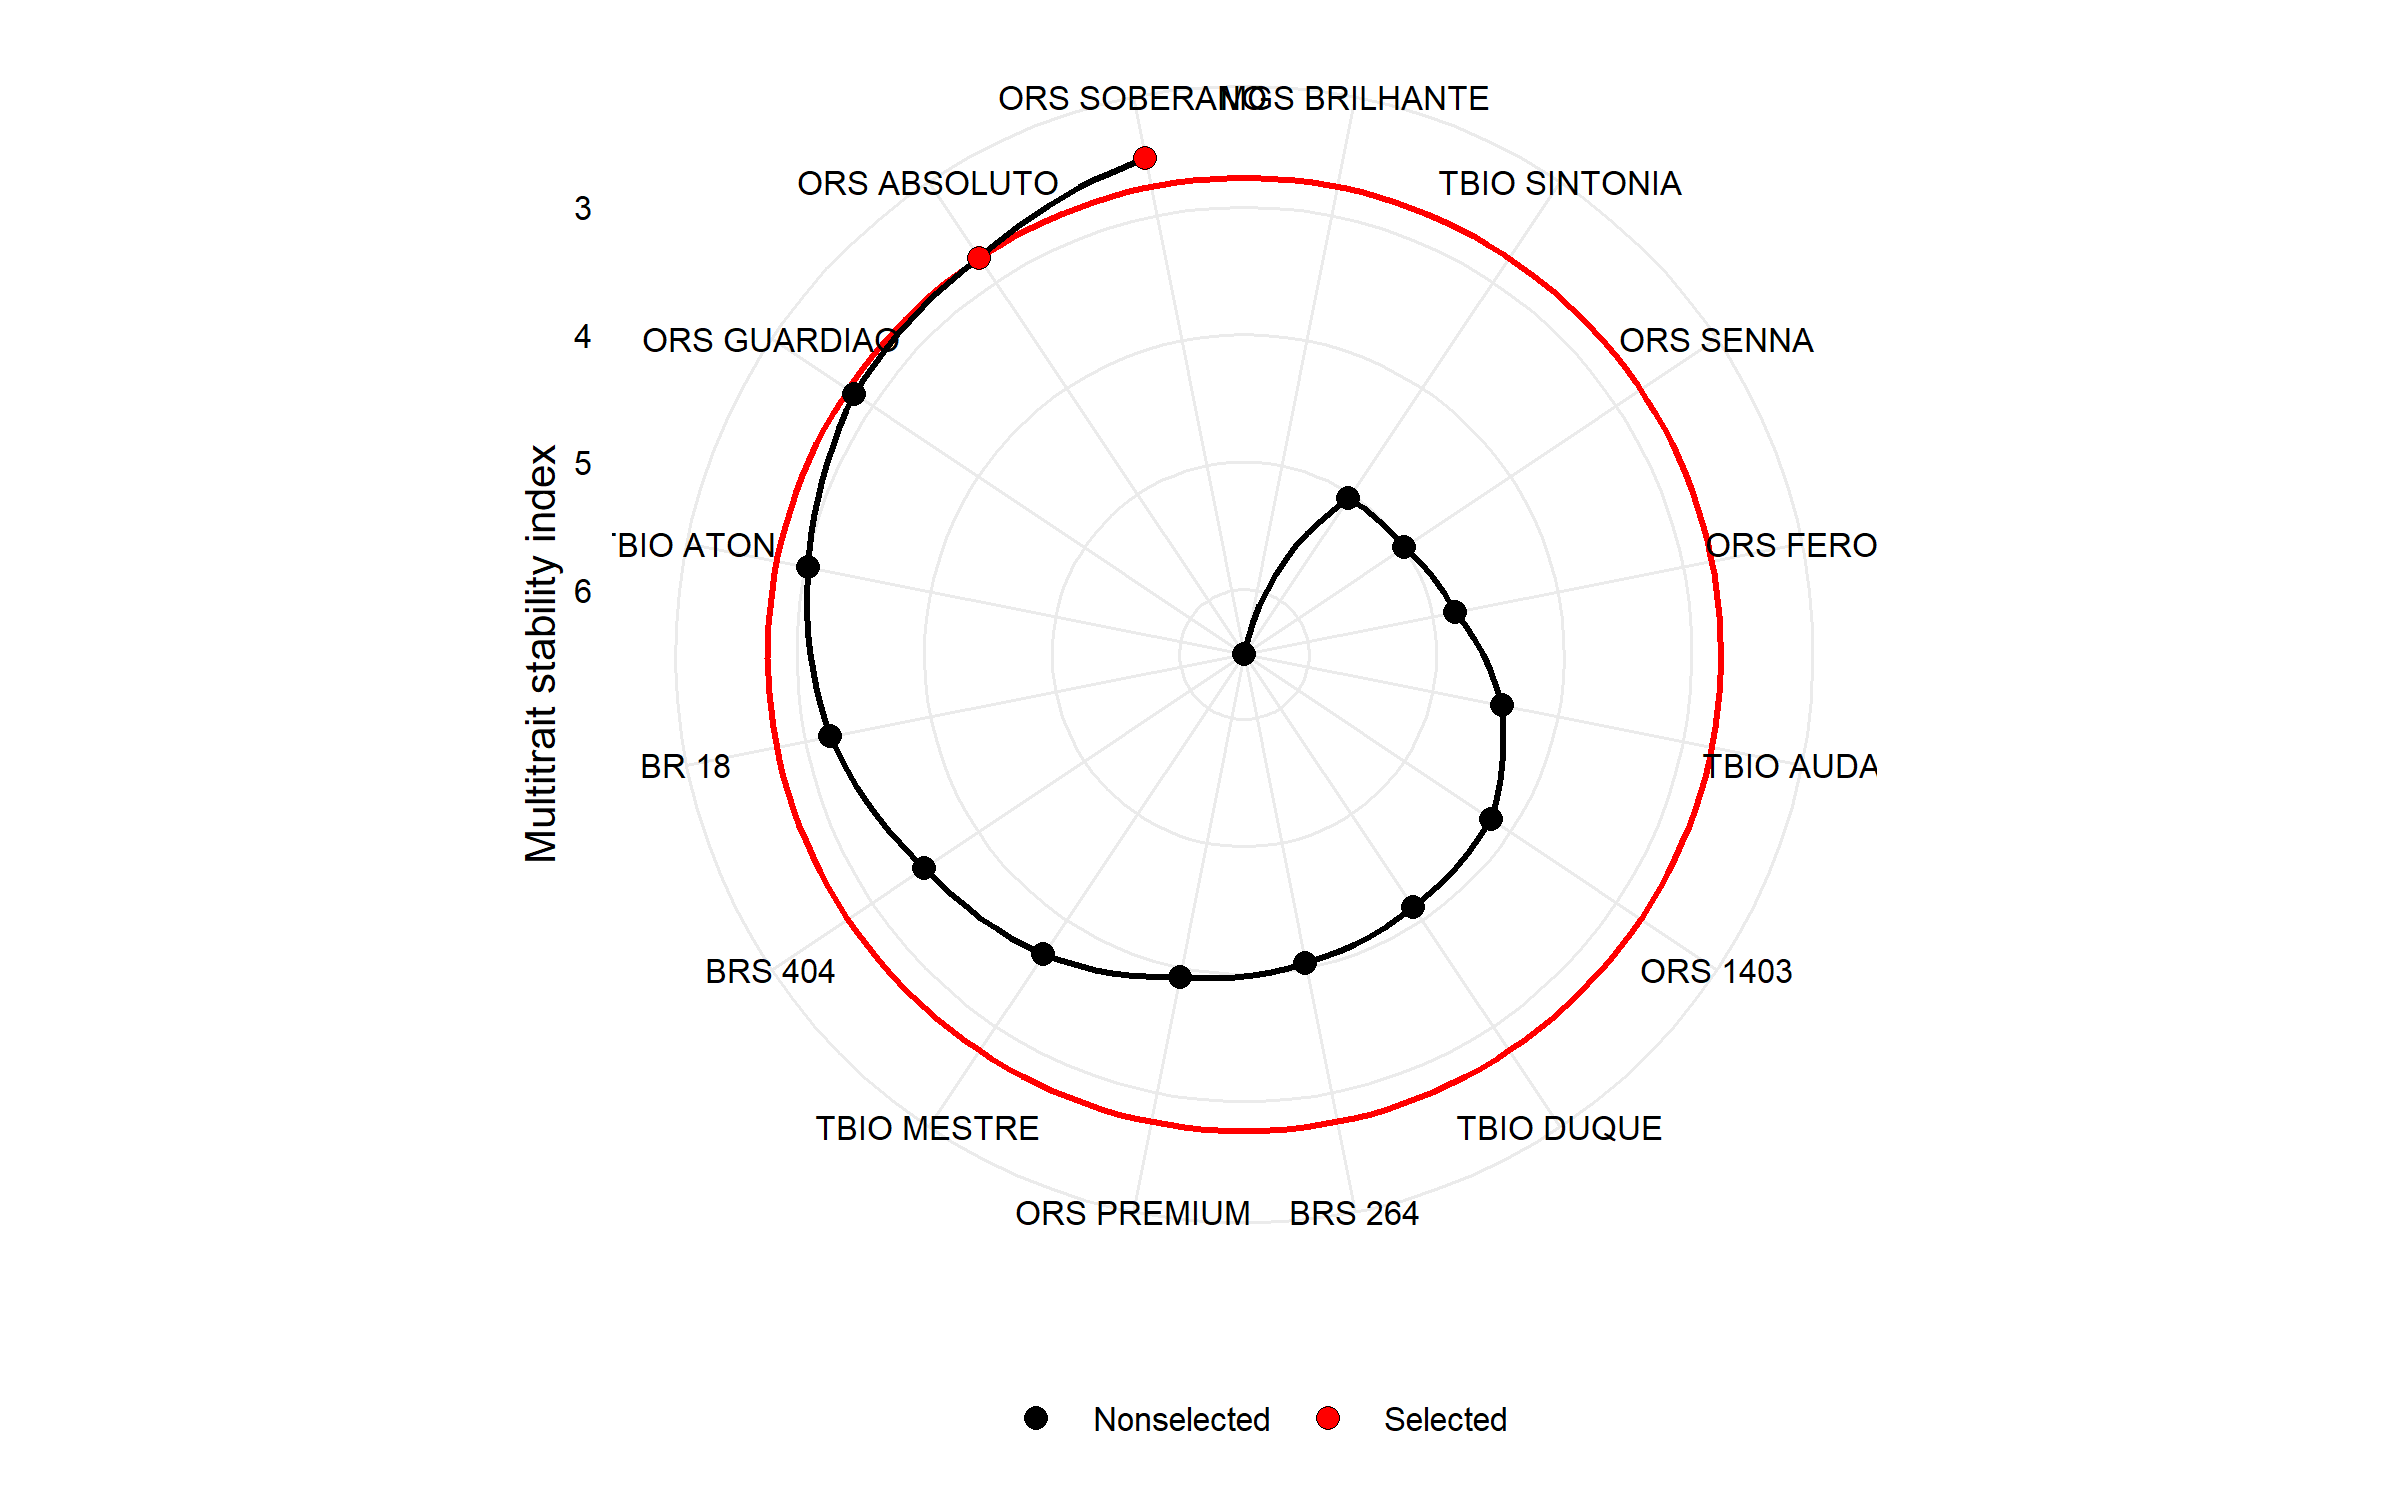 ORS SOBERANO
MGS BRILHANTE
ORS ABSOLUTO
TBIO SINTONIA
3
4
ORS GUARDIAO
ORS SENNA
5
TBIO ATON
ORS FERO
6
Multitrait stability index
BR 18
TBIO AUDA
BRS 404
ORS 1403
TBIO MESTRE
TBIO DUQUE
ORS PREMIUM
BRS 264
Nonselected
Selected